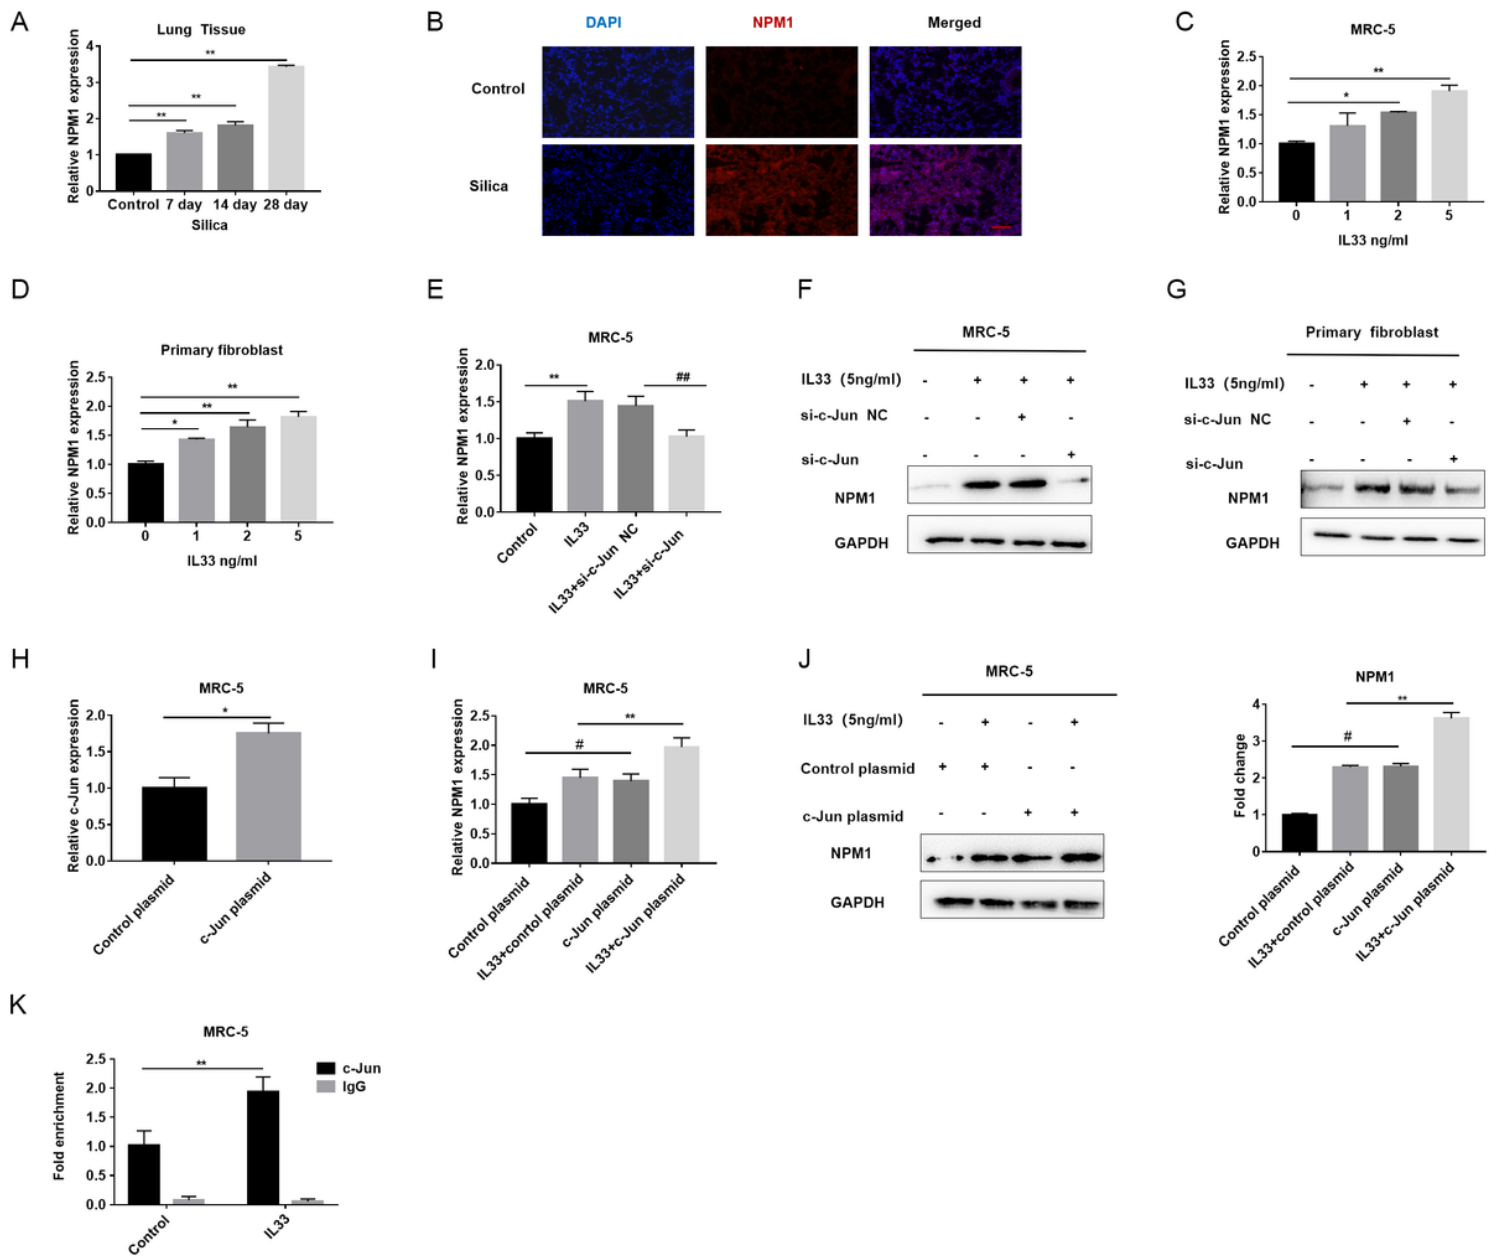 A
Lung Tissue
Relative NPM1 expression
4
3
2
1
0
**
**
**
Control 7 day 14 day 28 day
Silica
B
DAPI NPM1 Merged
Control
Silica
C
MRC-5
Relative NPM1 expression
2.5
2.0
1.5
1.0
0.5
0.0
**
*
0 1 2 5
IL33 ng/ml
D
Primary fibroblast
Relative NPM1 expression
2.5
2.0
1.5
1.0
0.5
0.0
**
**
*
0 1 2 5
IL33 ng/ml
E
MRC-5
Relative NPM1 expression
2.0
1.5
1.0
0.5
0.0
** ##
Control
IL33
IL33+si-c-Jun NC
IL33+si-c-Jun
F
MRC-5
IL33 (5ng/ml) - + + +
si-c-Jun NC - - + -
si-c-Jun - - - +
NPM1
GAPDH
G
Primary fibroblast
IL33 (5ng/ml) - + + +
si-c-Jun NC - - + -
si-c-Jun - - - +
NPM1
GAPDH
H
MRC-5
Relative c-Jun expression
2.0
1.5
1.0
0.5
0.0
*
Control plasmid
c-Jun plasmid
I
MRC-5
Relative NPM1 expression
2.5
2.0
1.5
1.0
0.5
0.0
**
#
Control plasmid
IL33+conrtol plasmid
c-Jun plasmid
IL33+c-Jun plasmid
J
MRC-5
IL33 (5ng/ml) - + - +
Control plasmid + + - -
c-Jun plasmid - - + +
NPM1
GAPDH
NPM1
Fold change
4
3
2
1
0
**
#
Control plasmid
IL33+control plasmid
c-Jun plasmid
IL33+c-Jun plasmid
K
MRC-5
Fold enrichment
2.5
2.0
1.5
1.0
0.5
0.0
**
c-Jun
IgG
Control
IL33